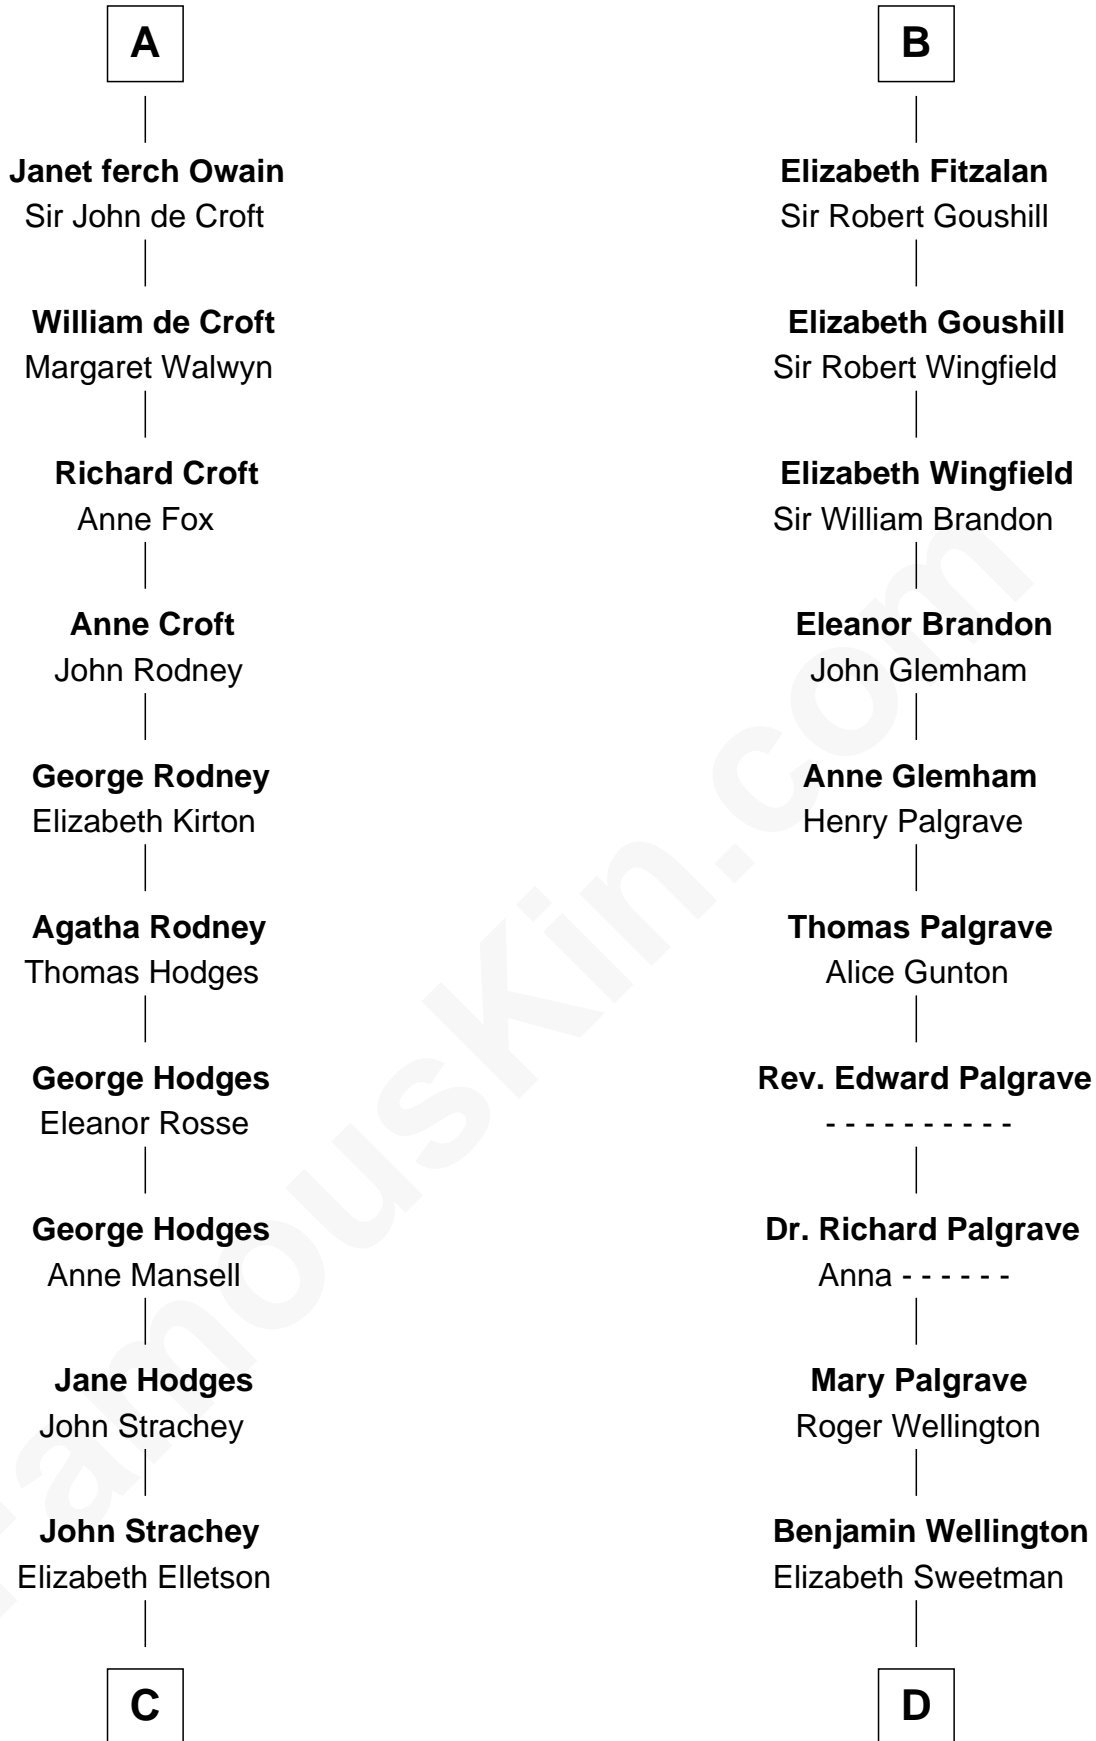 A
Janet ferch Owain
Sir John de Croft
William de Croft
Margaret Walwyn
Richard Croft
Anne Fox
Anne Croft
John Rodney
George Rodney
Elizabeth Kirton
Agatha Rodney
Thomas Hodges
George Hodges
Eleanor Rosse
George Hodges
Anne Mansell
Jane Hodges
John Strachey
John Strachey
Elizabeth Elletson
C
B
Elizabeth Fitzalan
Sir Robert Goushill
Elizabeth Goushill
Sir Robert Wingfield
Elizabeth Wingfield
Sir William Brandon
Eleanor Brandon
John Glemham
Anne Glemham
Henry Palgrave
Thomas Palgrave
Alice Gunton
Rev. Edward Palgrave
- - - - - - - - - -
Dr. Richard Palgrave
Anna - - - - - -
Mary Palgrave
Roger Wellington
Benjamin Wellington
Elizabeth Sweetman
D
FamousKin.com